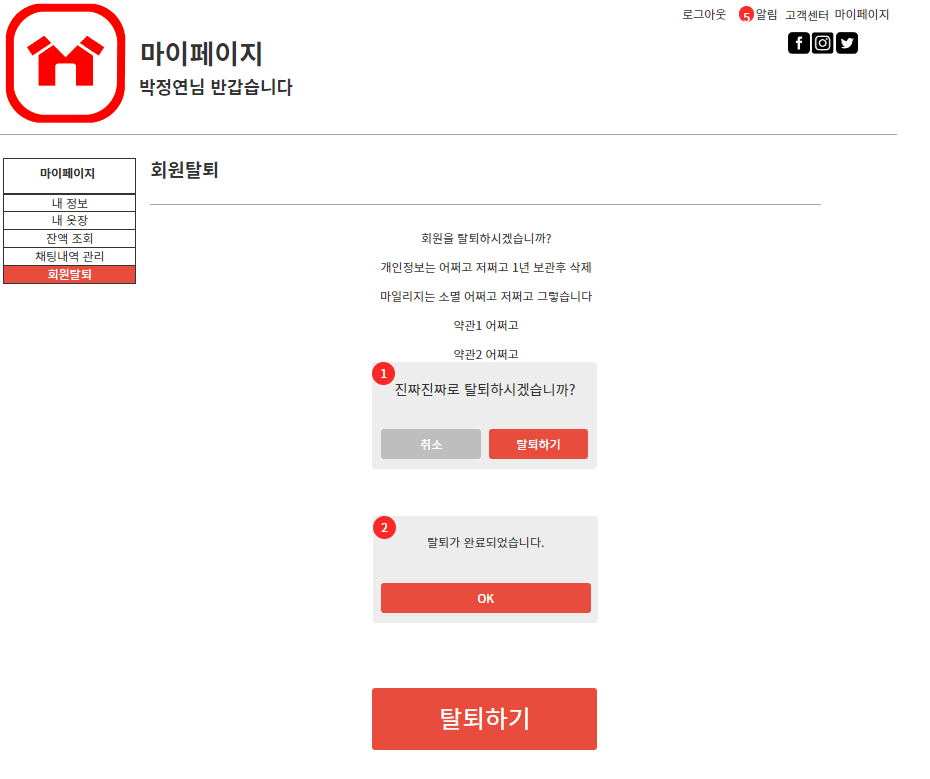 로그아웃 5 알림 고객센터 마이페이지
마이페이지
박정연님 반갑습니다
마이페이지
내 정보
내 옷장
잔액 조회
채팅내역 관리
회원탈퇴
회원탈퇴
회원을 탈퇴하시겠습니까?
개인정보는 어쩌고 저쩌고 1년 보관후 삭제
마일리지는 소멸 어쩌고 저쩌고 그렇습니다
약관1 어쩌고
약관2 어쩌고
1
진짜진짜로 탈퇴하시겠습니까?
취소 탈퇴하기
2
탈퇴가 완료되었습니다.
OK
탈퇴하기